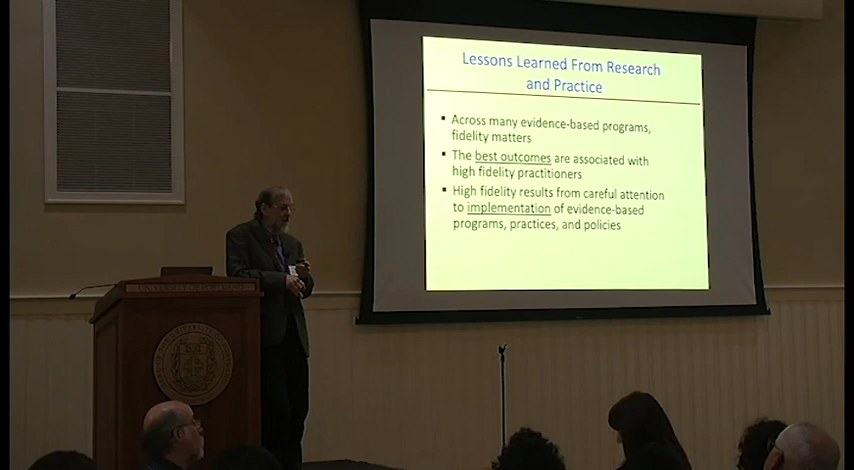 Lessons Learned From Research
and Practice
▪ Across many evidence-based programs,
fidelity matters
▪ The best outcomes are associated with
high fidelity practitioners
▪ High fidelity results from careful attention
to implementation of evidence-based
programs, practices, and policies